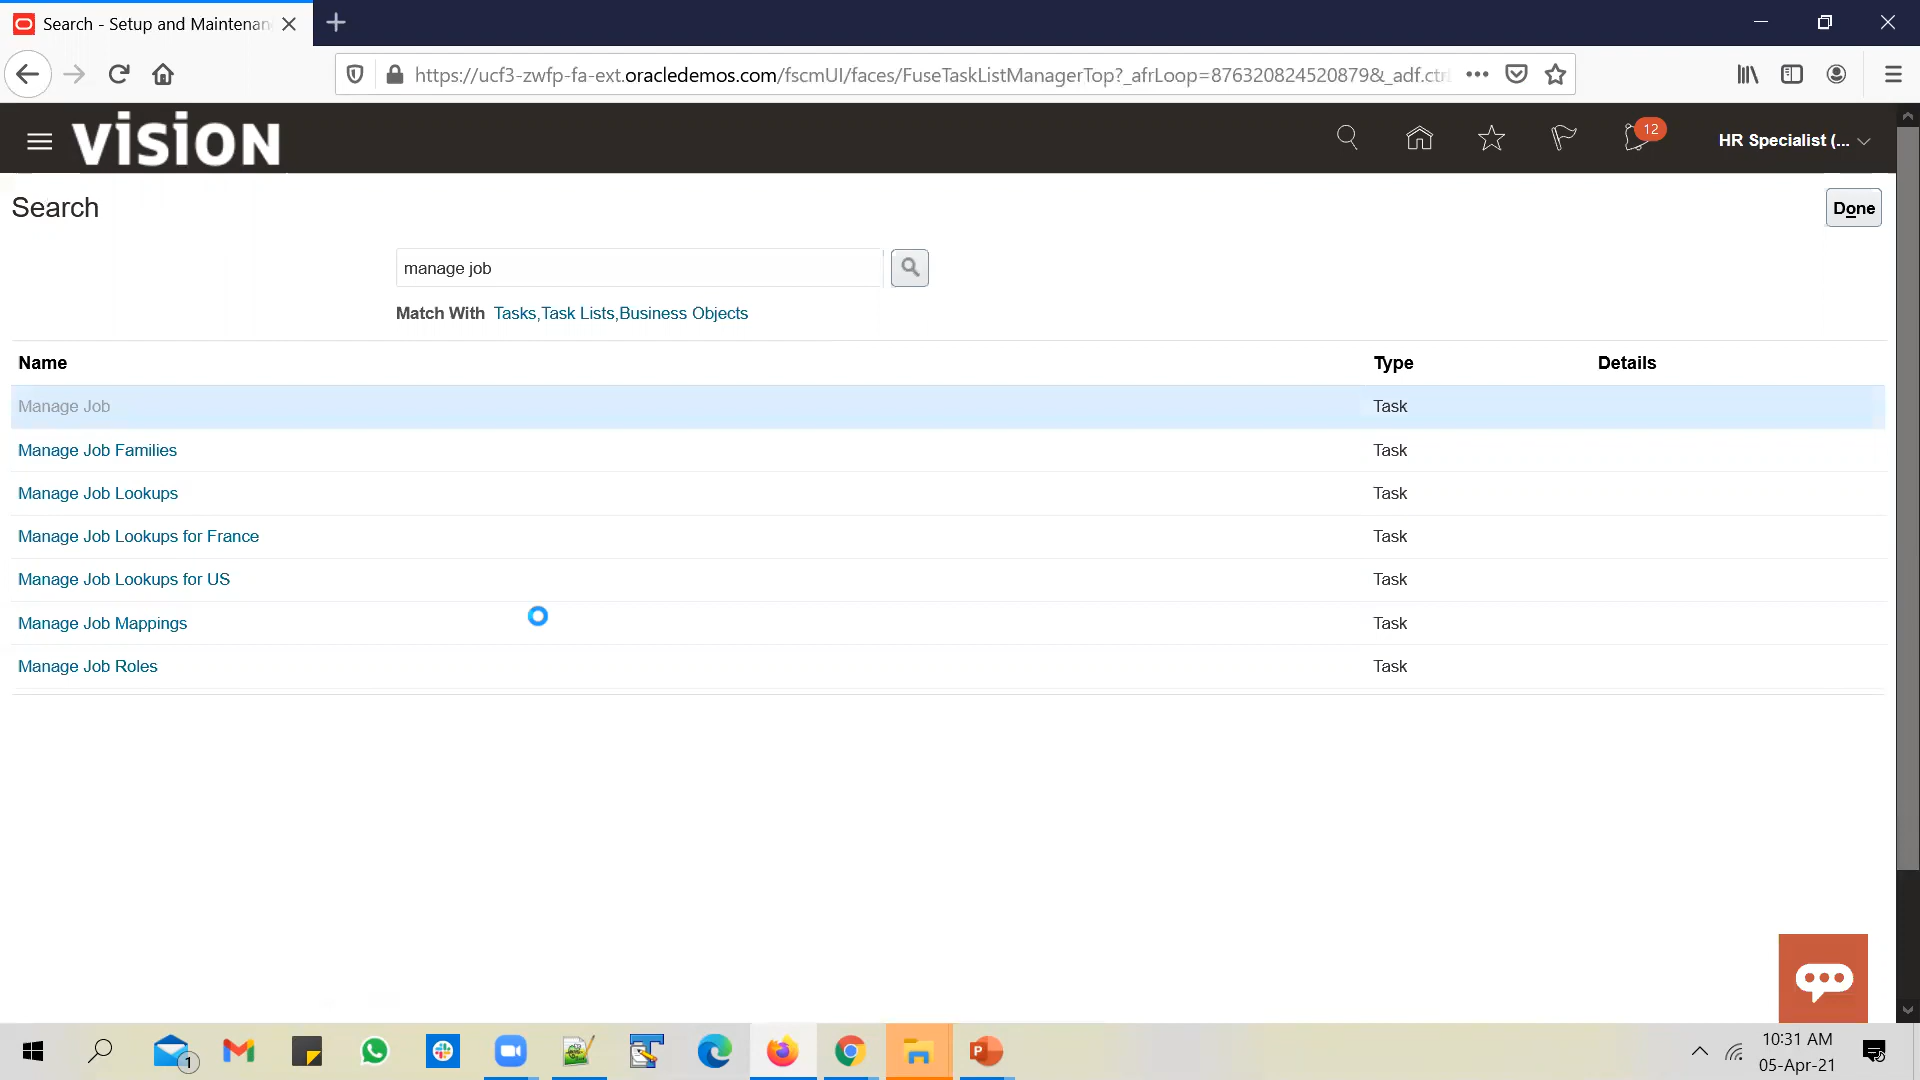 Search - Setup and Maintenan
https://ucf3-zwfp-fa-ext.oracledemos.com/fscmUI/faces/FuseTaskListManagerTop?_afrLoop=876320824520879&_adf.ctrl
VISION
12
HR Specialist (...
Search
Done
manage job
Match With Tasks,Task Lists,Business Objects
Name Type Details
Manage Job Task
Manage Job Families Task
Manage Job Lookups Task
Manage Job Lookups for France Task
Manage Job Lookups for US Task
Manage Job Mappings Task
Manage Job Roles Task
1
10:31 AM
05-Apr-21